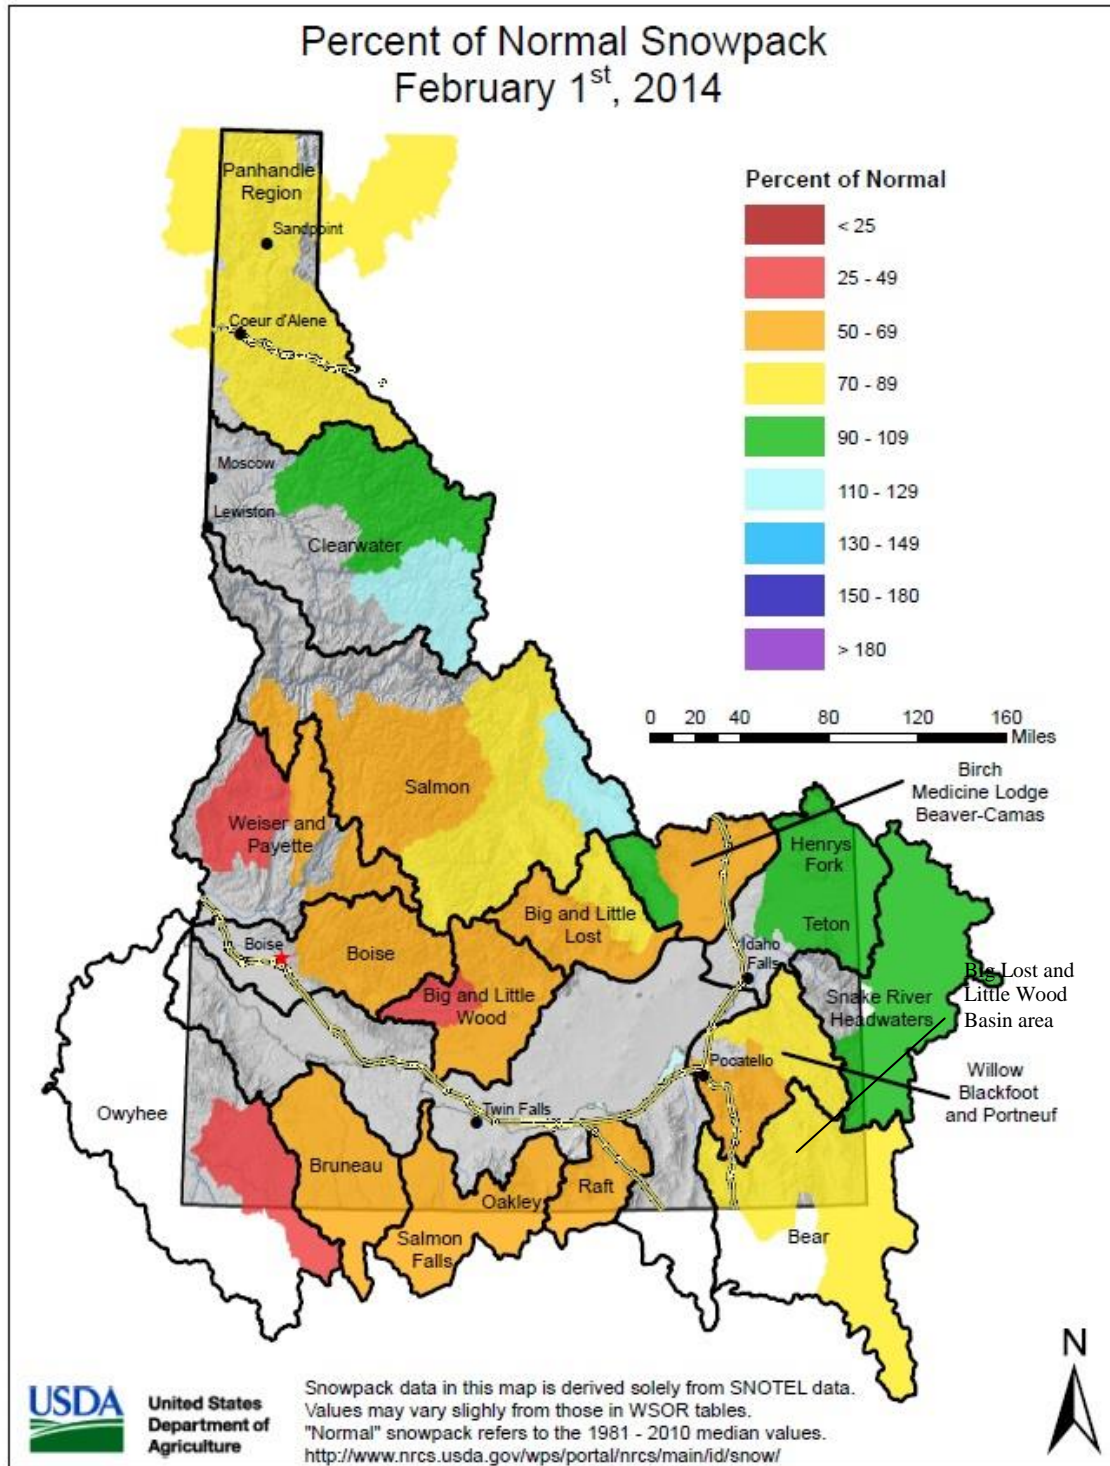 Percent of Normal Snowpack
February 1st, 2014
Panhandle
Region
Sandpoint
Coeur d'Alene
Moscow
Lewiston
Clearwater
Percent of Normal
< 25
25 - 49
50 - 69
70 - 89
90 - 109
110 - 129
130 - 149
150 - 180
> 180
0 20 40 80 120 160
Miles
Birch
Medicine Lodge
Beaver-Camas
Salmon
Weiser and
Payette
Henrys
Fork
Teton
Big and Little
Lost
Boise
Boise
Idaho
Falls
Big and Little
Wood
Snake River
Headwaters
Big Lost and
Little Wood
Basin area
Pocatello
Willow
Blackfoot
and Portneuf
Owyhee
Twin Falls
Bruneau
Oakley
Raft
Salmon
Falls
Bear
N
USDA
United States
Department of
Agriculture
Snowpack data in this map is derived solely from SNOTEL data.
Values may vary slighly from those in WSOR tables.
"Normal" snowpack refers to the 1981 - 2010 median values.
http://www.nrcs.usda.gov/wps/portal/nrcs/main/id/snow/